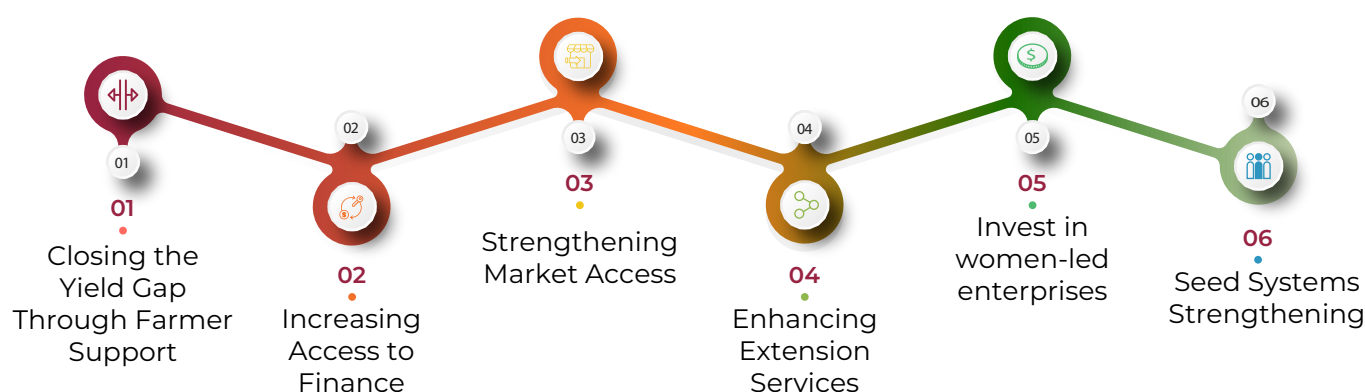 01
01
Closing the
Yield Gap
Through Farmer
Support
02
02
Increasing
Access to
Finance
03
03
Strengthening
Market Access
04
04
Enhancing
Extension
Services
$
05
05
Invest in
women-led
enterprises
06
06
Seed Systems
Strengthening